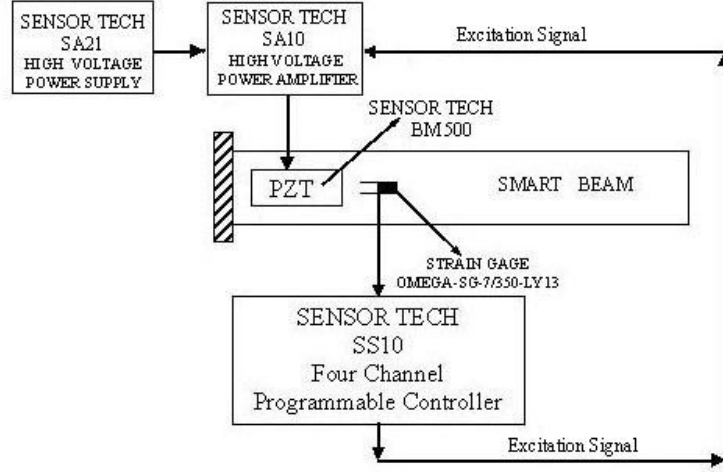 SENSOR TECH
SA21
HIGH VOLTAGE
POWER SUPPLY
SENSOR TECH
SA10
HIGH VOLTAGE
POWER AMPLIFIER
Excitation Signal
SENSOR TECH
BM500
PZT
SMART BEAM
STRAIN GAGE
OMEGA-SG-7/350-LY13
SENSOR TECH
SS10
Four Channel
Programmable Controller
Excitation Signal